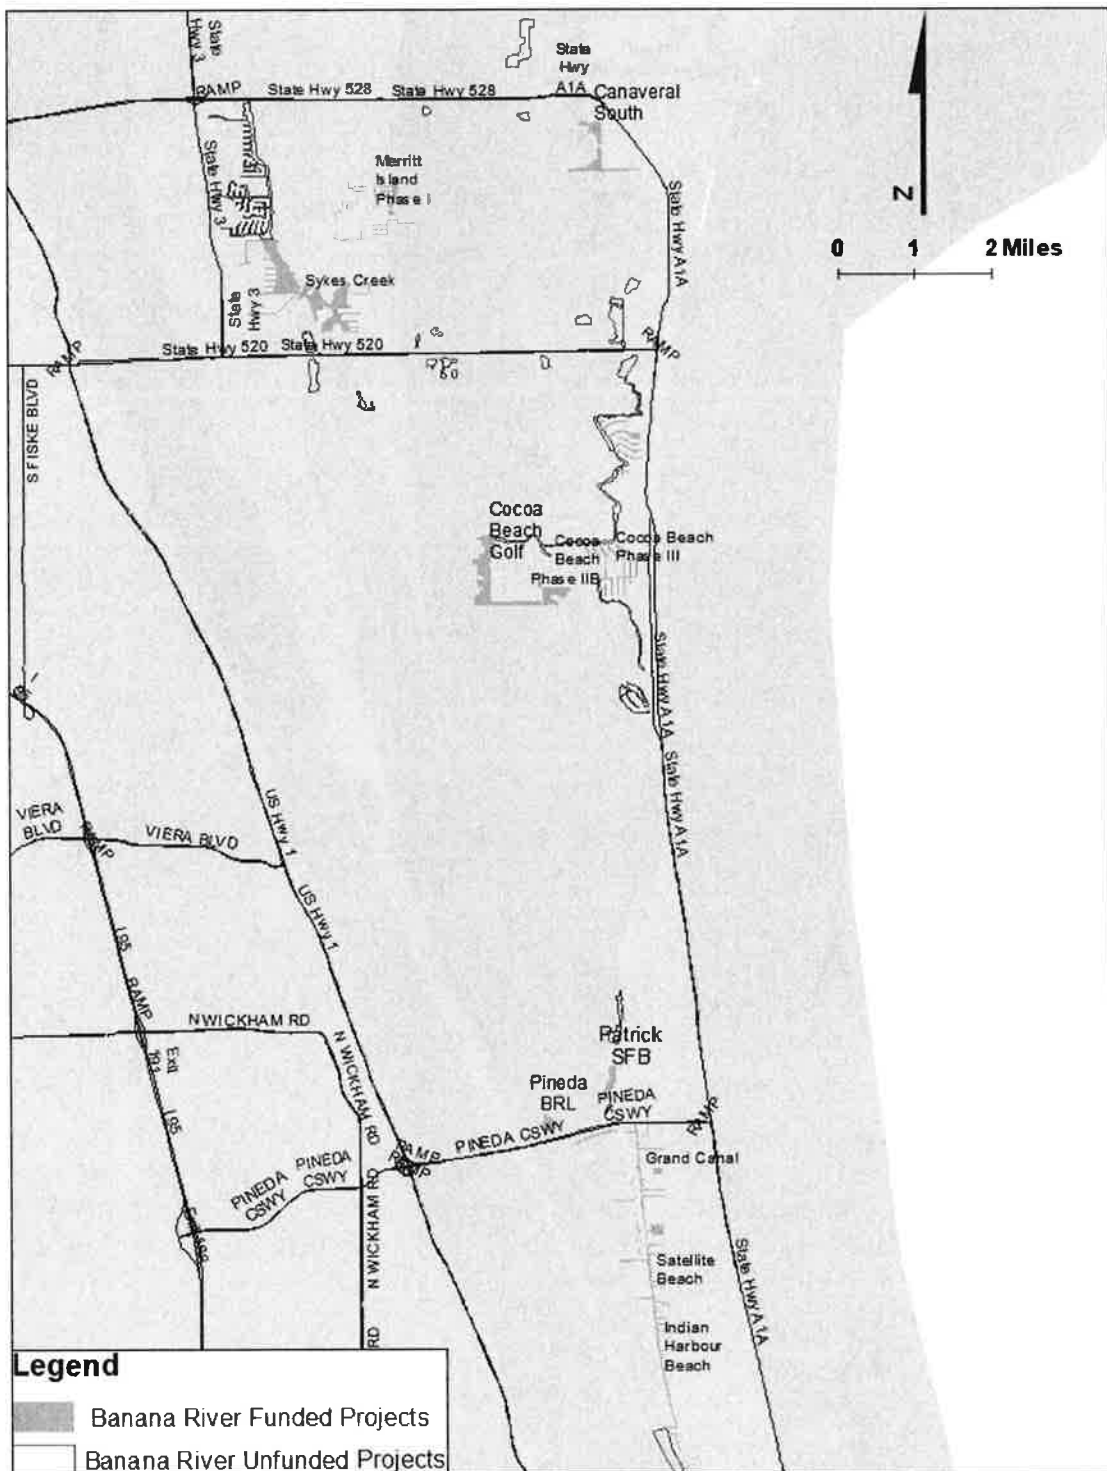 State
Hwy 3
State
Hwy
A1A
RAMP
State Hwy 528
State Hwy 528
Canaveral
South
State Hwy 3
Merritt
Island
Phase I
State Hwy A1A
N
0 1 2 Miles
Sykes Creek
State
Hwy 3
State Hwy 520
State Hwy 520
RAMP
RAMP
S FISKE BLVD
Cocoa
Beach
Golf
Cocoa
Beach
Phase IIB
Cocoa Beach
Phase III
State Hwy A1A
State Hwy A1A
US Hwy 1
VIERA
BLVD
RAMP
VIERA BLVD
US Hwy 1
I 95
RAMP
N WICKHAM RD
N WICKHAM RD
Exit
191
I 95
Patrick
SFB
Pineda
BRL
PINEDA
CSWY
RAMP
PINEDA CSWY
RAMP
RAMP
Grand Canal
PINEDA
CSWY
PINEDA
CSWY
N WICKHAM RD
State Hwy A1A
Satellite
Beach
Indian
Harbour
Beach
RD
Legend
Banana River Funded Projects
Banana River Unfunded Projects